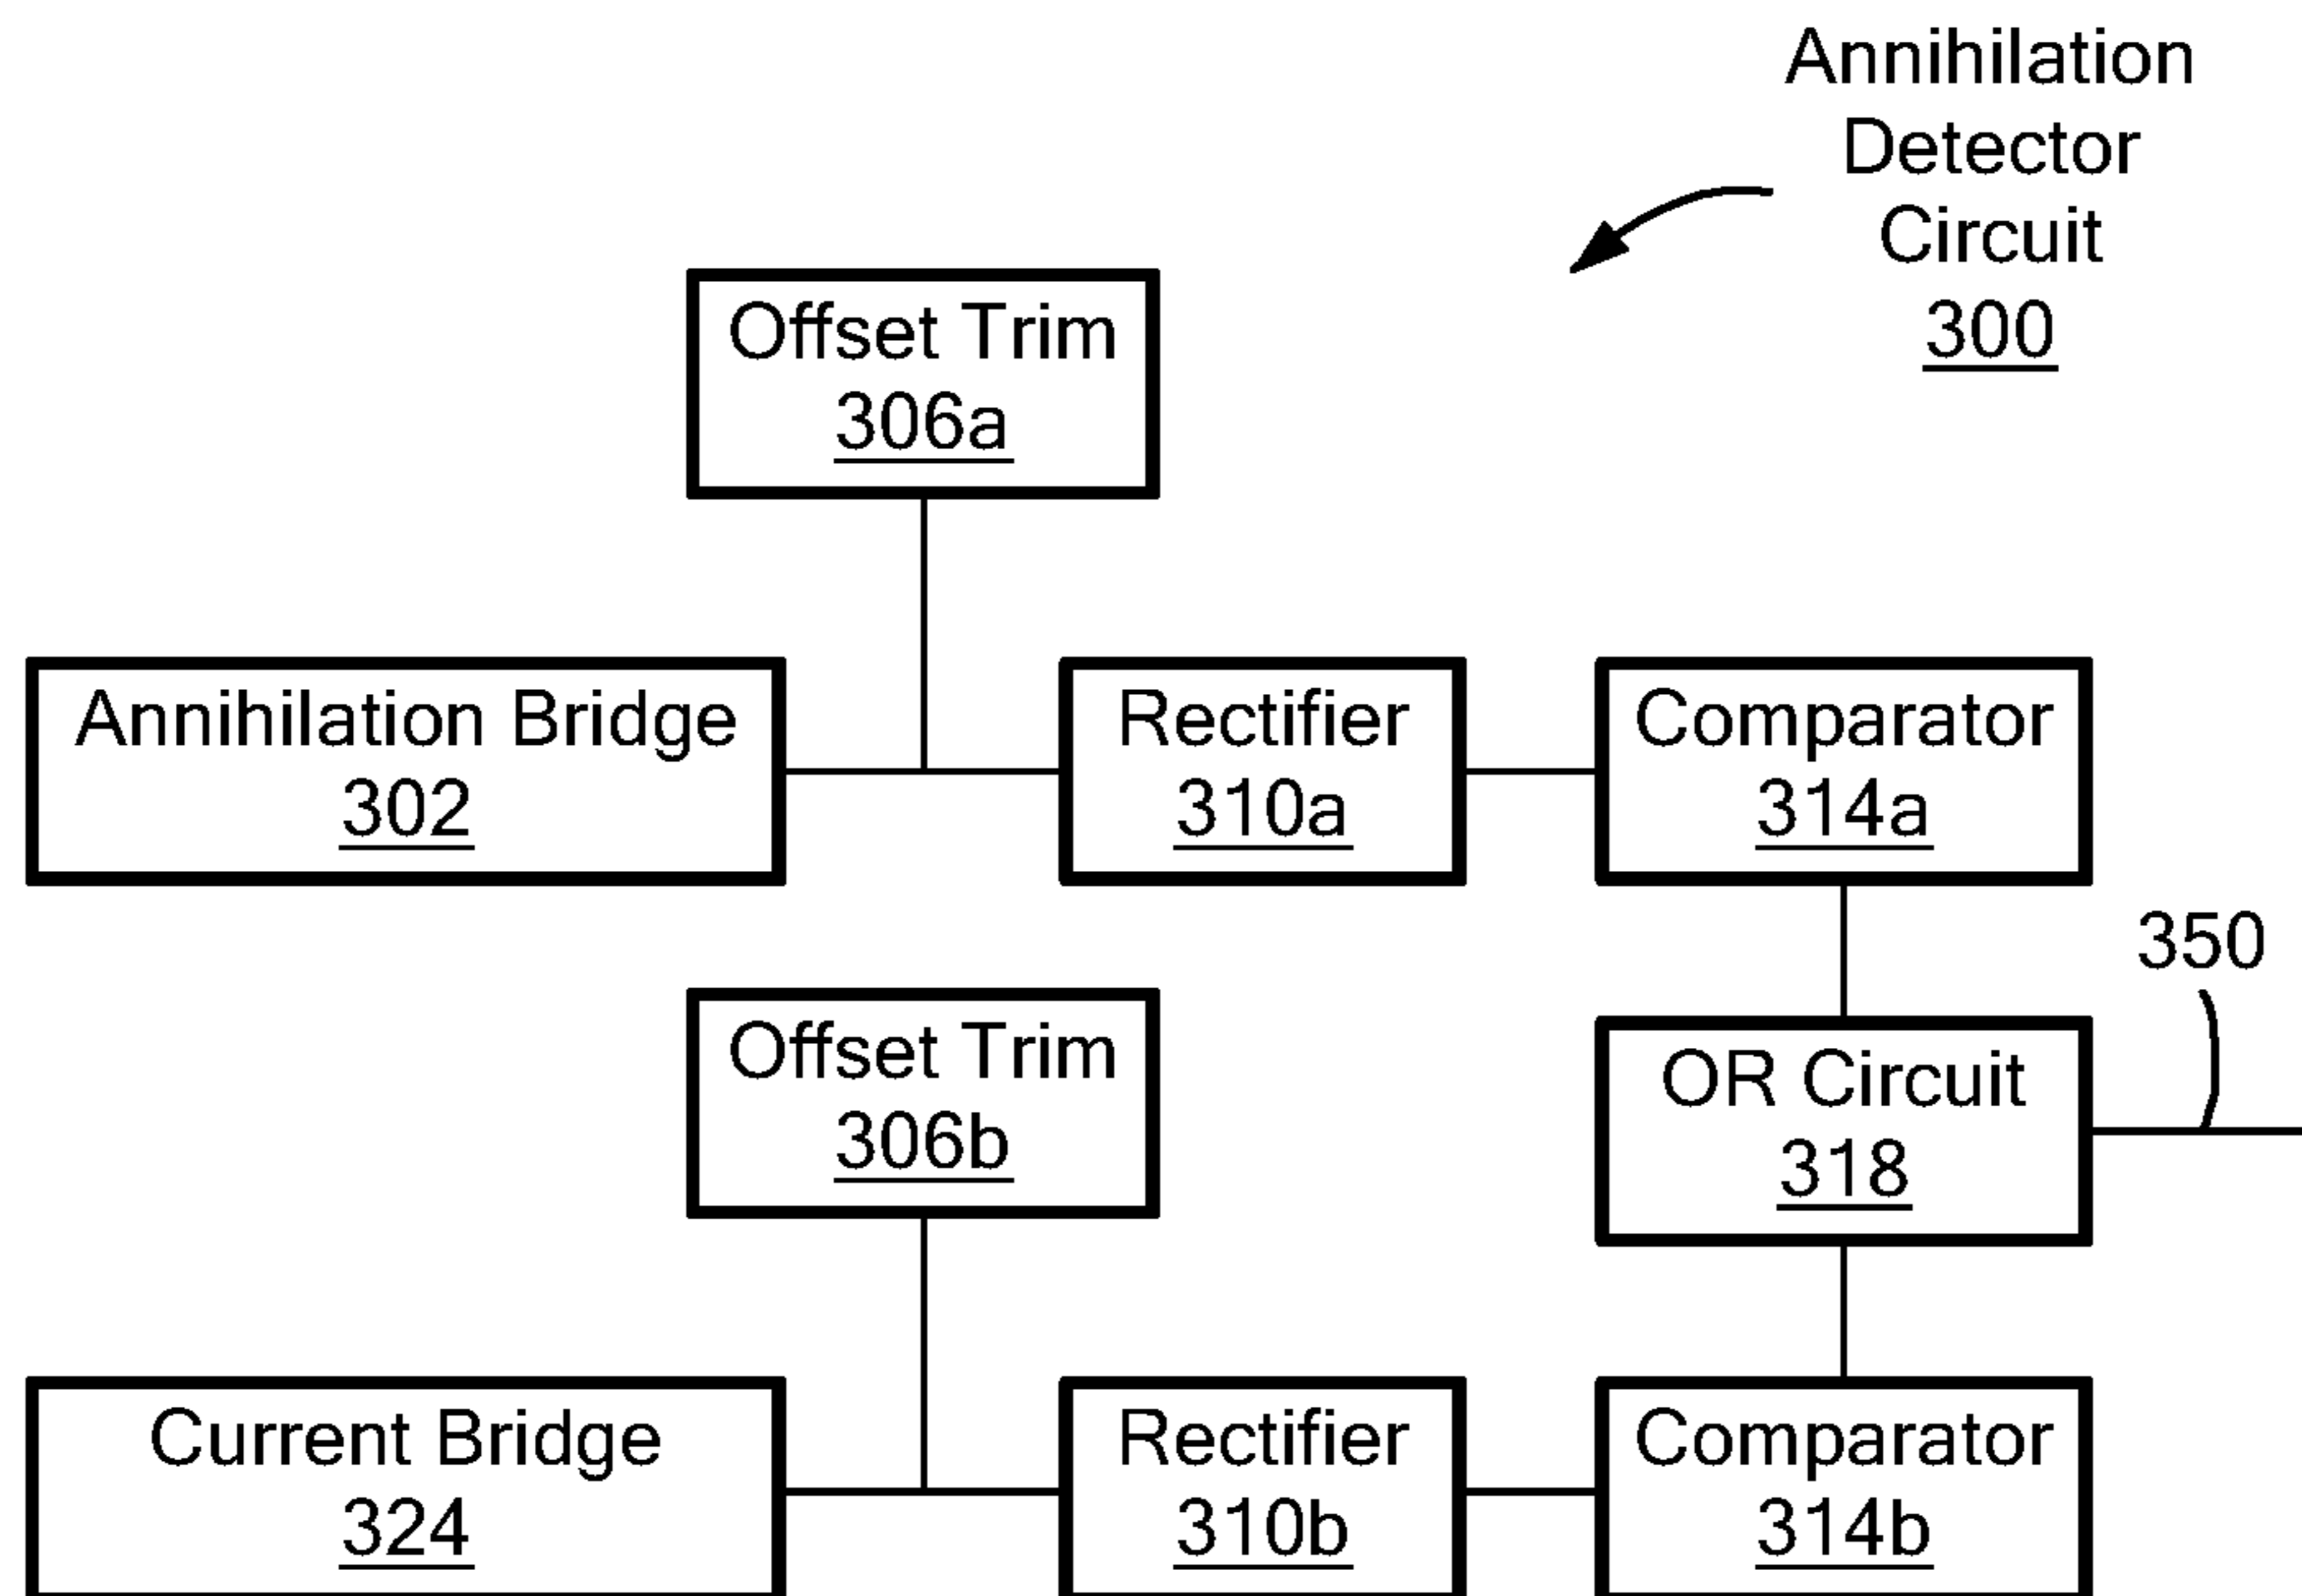 Annihilation
Detector
Circuit
300
Offset Trim
306a
Annihilation Bridge
302
Rectifier
310a
Comparator
314a
350
Offset Trim
306b
OR Circuit
318
Current Bridge
324
Rectifier
310b
Comparator
314b